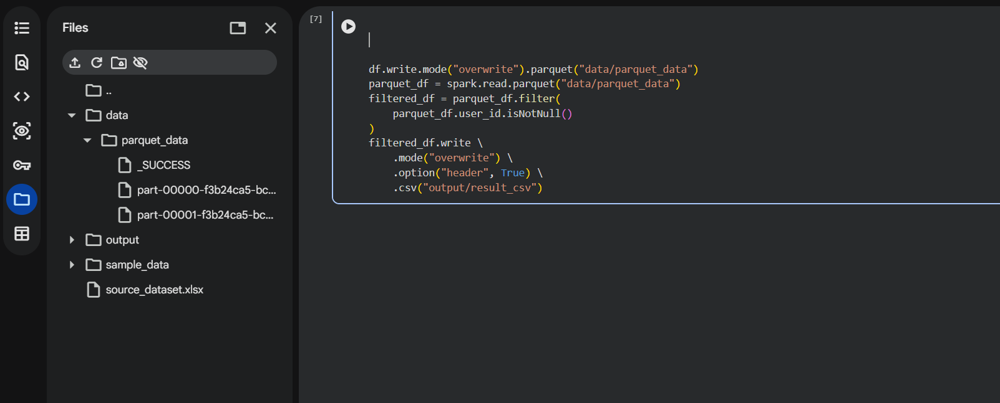 Files
..
data
parquet_data
_SUCCESS
part-00000-f3b24ca5-bc...
part-00001-f3b24ca5-bc...
output
sample_data
source_dataset.xlsx
[7]
df.write.mode("overwrite").parquet("data/parquet_data")
parquet_df = spark.read.parquet("data/parquet_data")
filtered_df = parquet_df.filter(
    parquet_df.user_id.isNotNull()
)
filtered_df.write \
    .mode("overwrite") \
    .option("header", True) \
    .csv("output/result_csv")